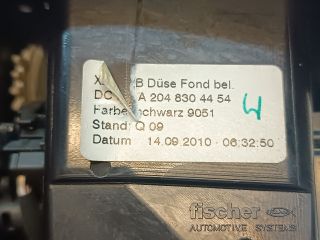 B Düse Fond bel.
A 204 830 44 54
Farbe schwarz 9051
Stand: Q 09
Datum 14.09.2010 - 06:32:50
fischer
AUTOMOTIVE SYSTEMS